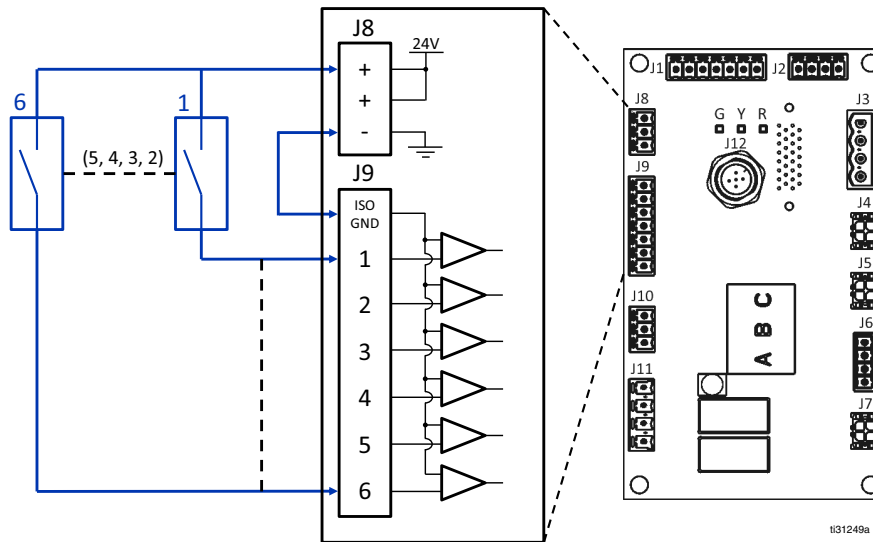 J8
24V
+
+
-
6
1
(5, 4, 3, 2)
J9
ISO
GND
1
2
3
4
5
6
J1
J2
J8
G Y R
J3
J12
J9
J4
J5
J10
A B C
J6
J11
J7
ti31249a